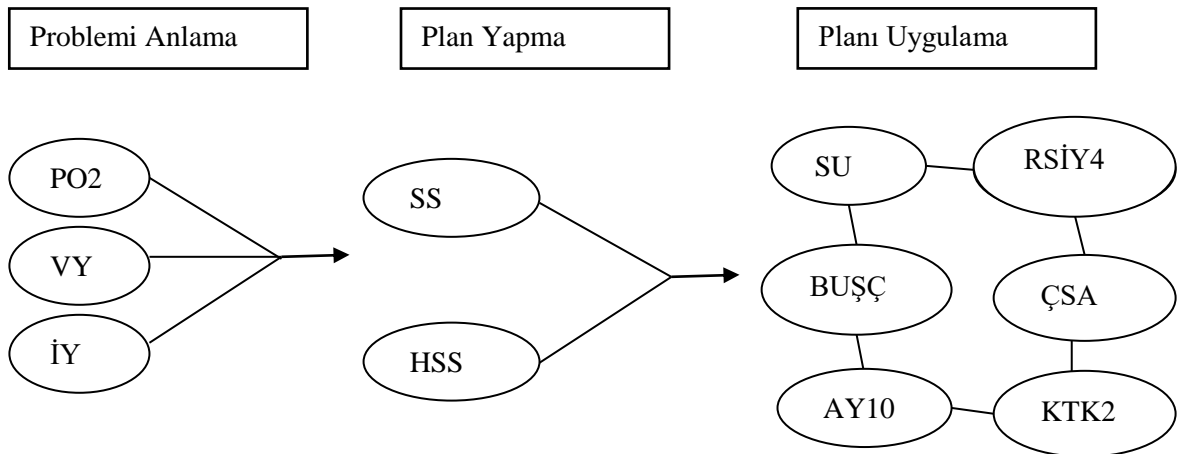 Problemi Anlama
Plan Yapma
Planı Uygulama
PO2
VY
İY
SS
HSS
SU
RSİY4
BUŞÇ
ÇSA
AY10
KTK2